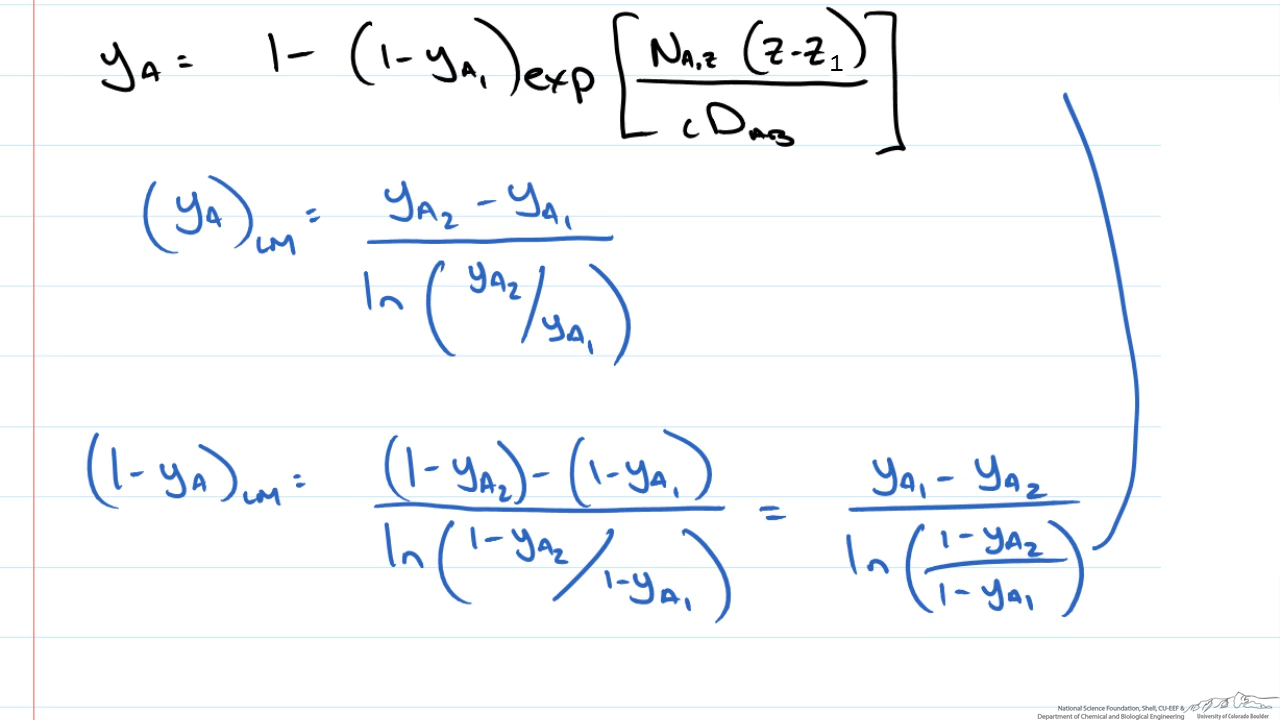 y_A = 1 - (1 - y_A₁) exp [ N_A,z (z - z₁) / cD_AB ]
(y_A)_LM = y_A₂ - y_A₁ / ln ( y_A₂ / y_A₁ )
(1 - y_A)_LM = (1 - y_A₂) - (1 - y_A₁) / ln ( 1 - y_A₂ / 1 - y_A₁ ) = y_A₁ - y_A₂ / ln ( 1 - y_A₂ / 1 - y_A₁ )
National Science Foundation, Shell, CU-EEF &
Department of Chemical and Biological Engineering
University of Colorado Boulder